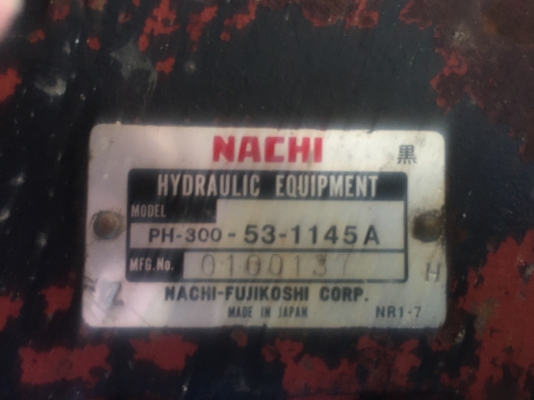 NACHI 黒
HYDRAULIC EQUIPMENT
MODEL
PH-300-53-1145A
MFG.No. 0100137
H
NACHI-FUJIKOSHI CORP.
MADE IN JAPAN NR1-7